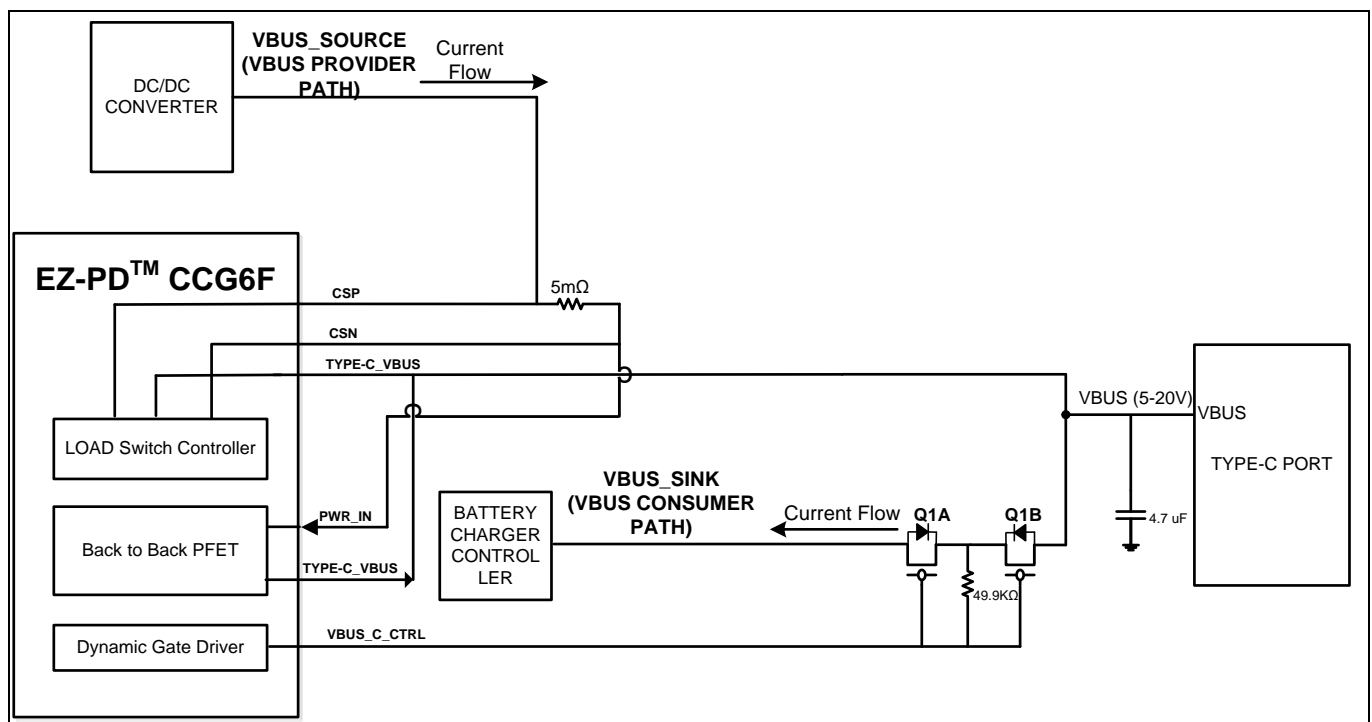 VBUS_SOURCE
(VBUS PROVIDER
PATH)
Current
Flow
DC/DC
CONVERTER
EZ-PD™ CCG6F
CSP
5mΩ
CSN
TYPE-C_VBUS
LOAD Switch Controller
VBUS (5-20V)
VBUS
TYPE-C PORT
4.7 uF
VBUS_SINK
(VBUS CONSUMER
PATH)
Current Flow
Q1A
Q1B
BATTERY
CHARGER
CONTROL
LER
PWR_IN
Back to Back PFET
TYPE-C_VBUS
49.9KΩ
Dynamic Gate Driver
VBUS_C_CTRL